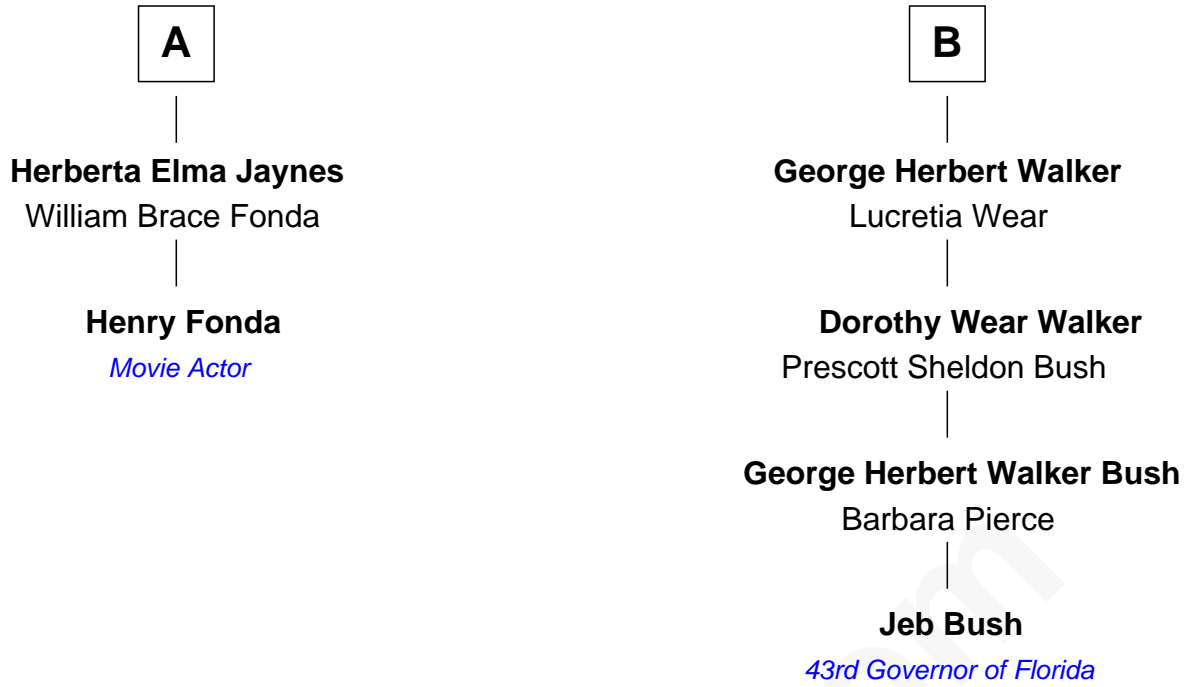 A
Herberta Elma Jaynes
William Brace Fonda
Henry Fonda
Movie Actor
B
George Herbert Walker
Lucretia Wear
Dorothy Wear Walker
Prescott Sheldon Bush
George Herbert Walker Bush
Barbara Pierce
Jeb Bush
43rd Governor of Florida